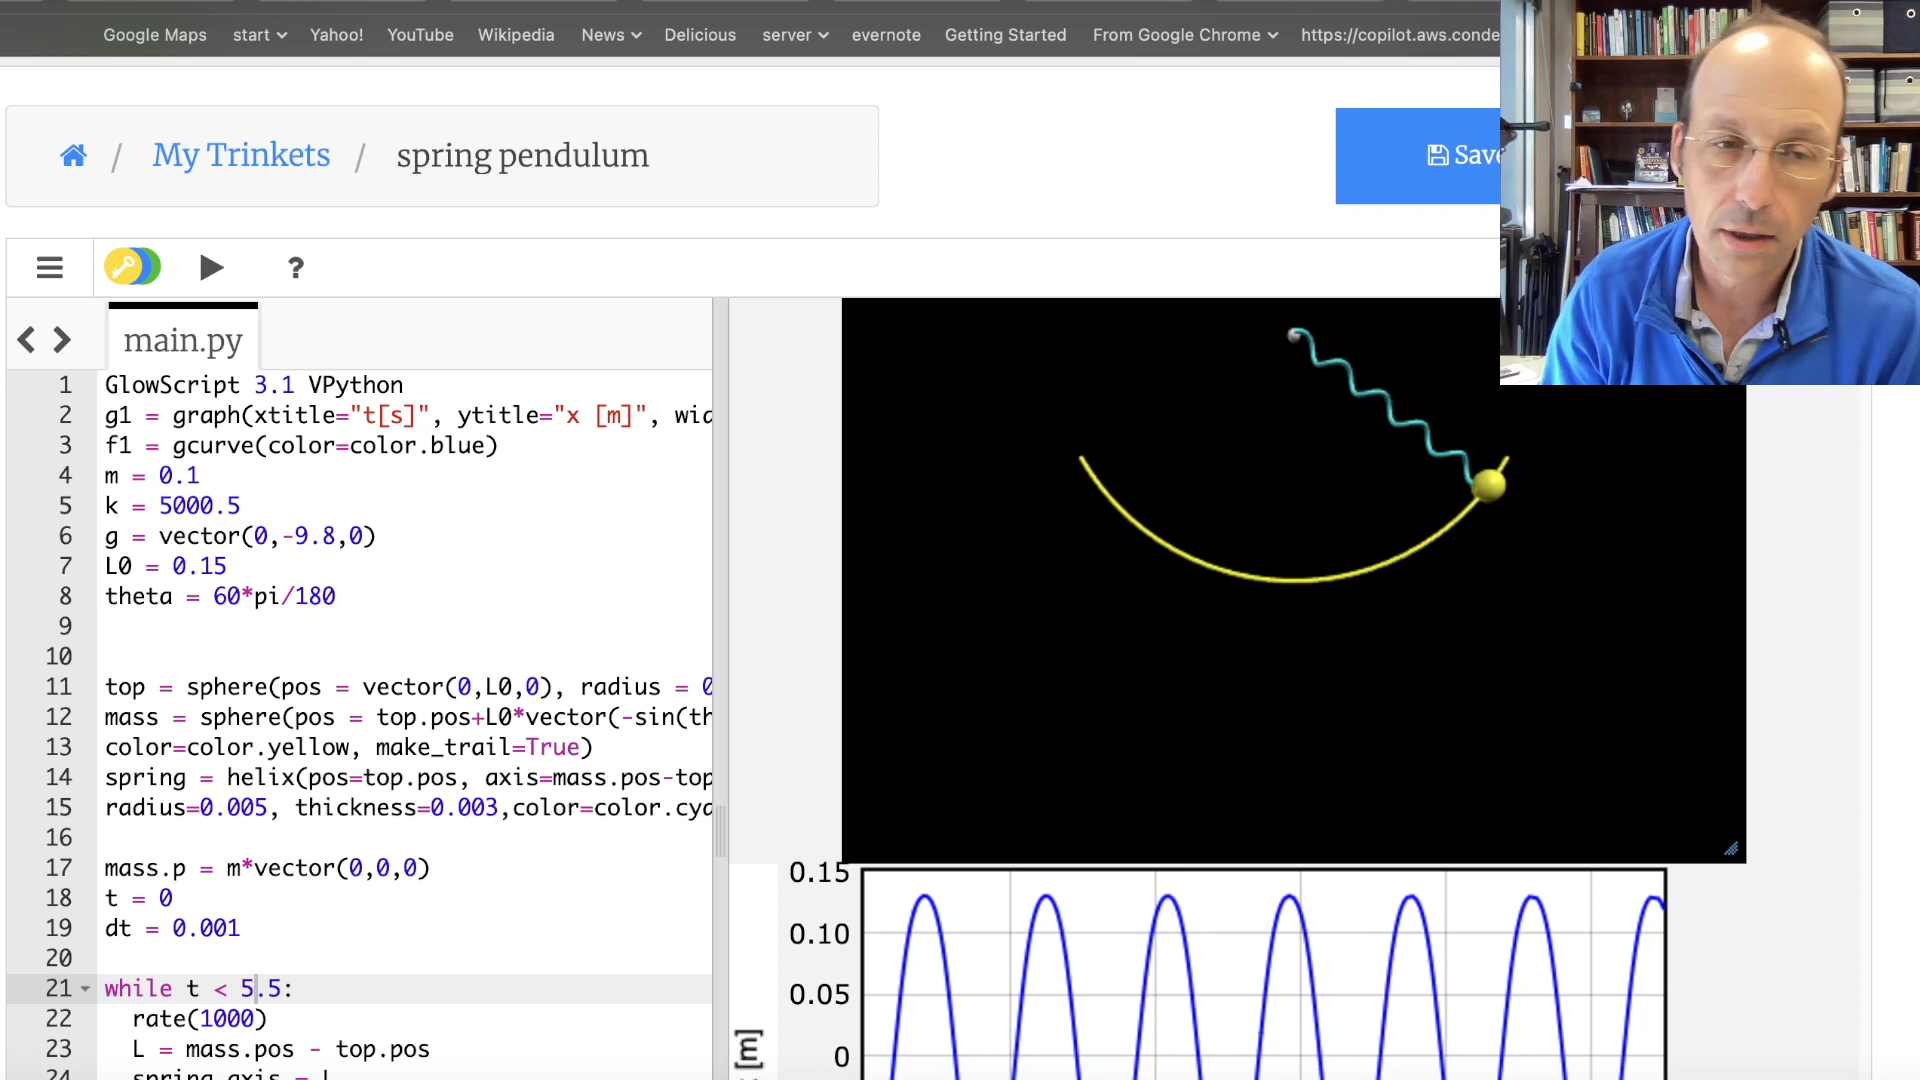 Google Maps start Yahoo! YouTube Wikipedia News Delicious server evernote Getting Started From Google Chrome https://copilot.aws.conde
/ My Trinkets / spring pendulum
Save
?
main.py
1 GlowScript 3.1 VPython
2 g1 = graph(xtitle="t[s]", ytitle="x [m]", wid
3 f1 = gcurve(color=color.blue)
4 m = 0.1
5 k = 5000.5
6 g = vector(0,-9.8,0)
7 L0 = 0.15
8 theta = 60*pi/180
9
10
11 top = sphere(pos = vector(0,L0,0), radius = 0
12 mass = sphere(pos = top.pos+L0*vector(-sin(th
13 color=color.yellow, make_trail=True)
14 spring = helix(pos=top.pos, axis=mass.pos-top
15 radius=0.005, thickness=0.003,color=color.cya
16
17 mass.p = m*vector(0,0,0)
18 t = 0
19 dt = 0.001
20
21 while t < 5.5:
22 rate(1000)
23 L = mass.pos - top.pos
24 spring.axis = L
0.15
0.10
0.05
0
[m]